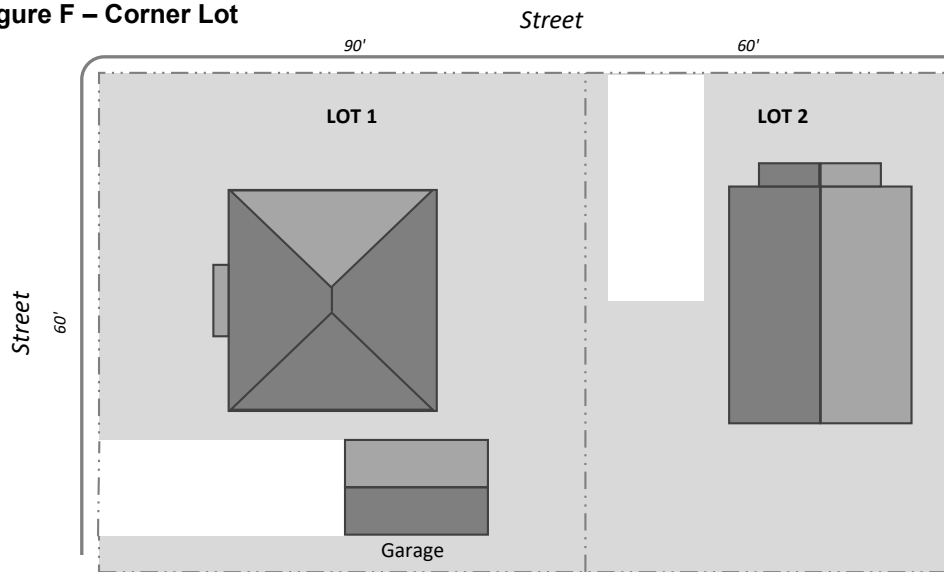 gure F – Corner Lot
Street
90'
60'
LOT 1
LOT 2
Street
60'
Garage